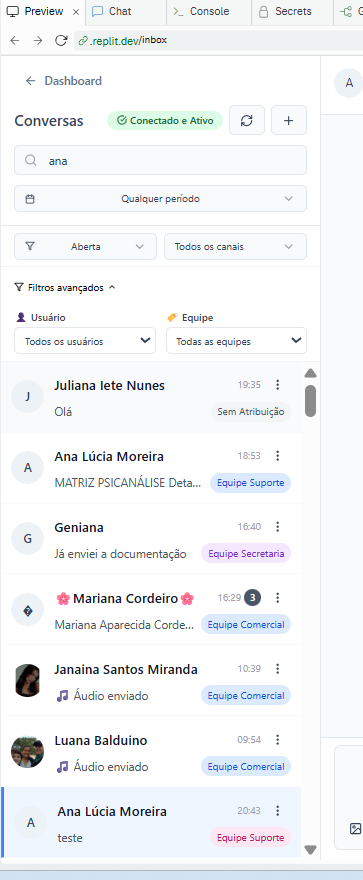 Preview × Chat Console Secrets
.replit.dev/inbox
Dashboard
A
Conversas Conectado e Ativo
ana
Qualquer período
Aberta Todos os canais
Filtros avançados
Usuário Equipe
Todos os usuários Todas as equipes
J Juliana Iete Nunes 19:35
Olá Sem Atribuição
A Ana Lúcia Moreira 18:53
MATRIZ PSICANÁLISE Deta... Equipe Suporte
G Geniana 16:40
Já enviei a documentação Equipe Secretaria
� 🌸 Mariana Cordeiro 🌸 16:29 3
Mariana Aparecida Corde... Equipe Comercial
Janaina Santos Miranda 10:39
🎵 Áudio enviado Equipe Comercial
Luana Balduino 09:54
🎵 Áudio enviado Equipe Comercial
A Ana Lúcia Moreira 20:43
teste Equipe Suporte